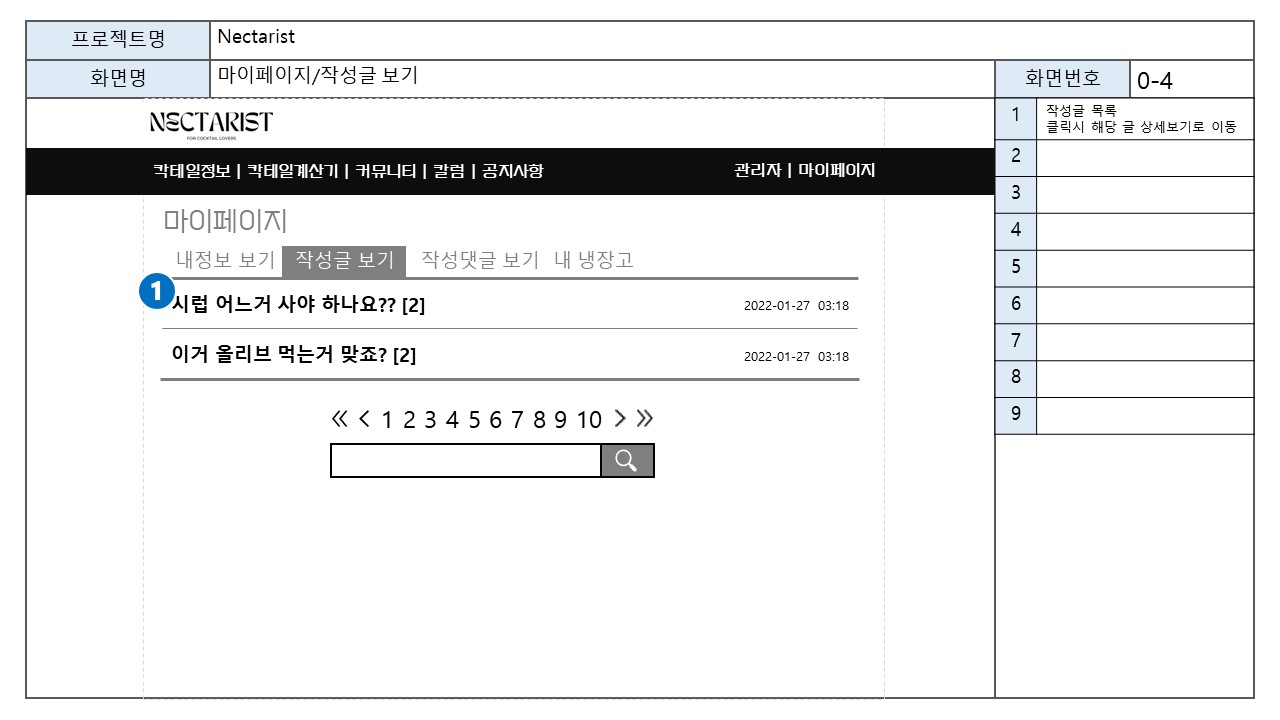 프로젝트명 Nectarist
화면명 마이페이지/작성글 보기 화면번호 0-4
NECTARIST
FOR COCKTAIL LOVERS
칵테일정보 | 칵테일계산기 | 커뮤니티 | 칼럼 | 공지사항 관리자 | 마이페이지
마이페이지
내정보 보기 작성글 보기 작성댓글 보기 내 냉장고
1
시럽 어느거 사야 하나요?? [2] 2022-01-27 03:18
이거 올리브 먹는거 맞죠? [2] 2022-01-27 03:18
« < 1 2 3 4 5 6 7 8 9 10 > »
1 작성글 목록
클릭시 해당 글 상세보기로 이동
2
3
4
5
6
7
8
9